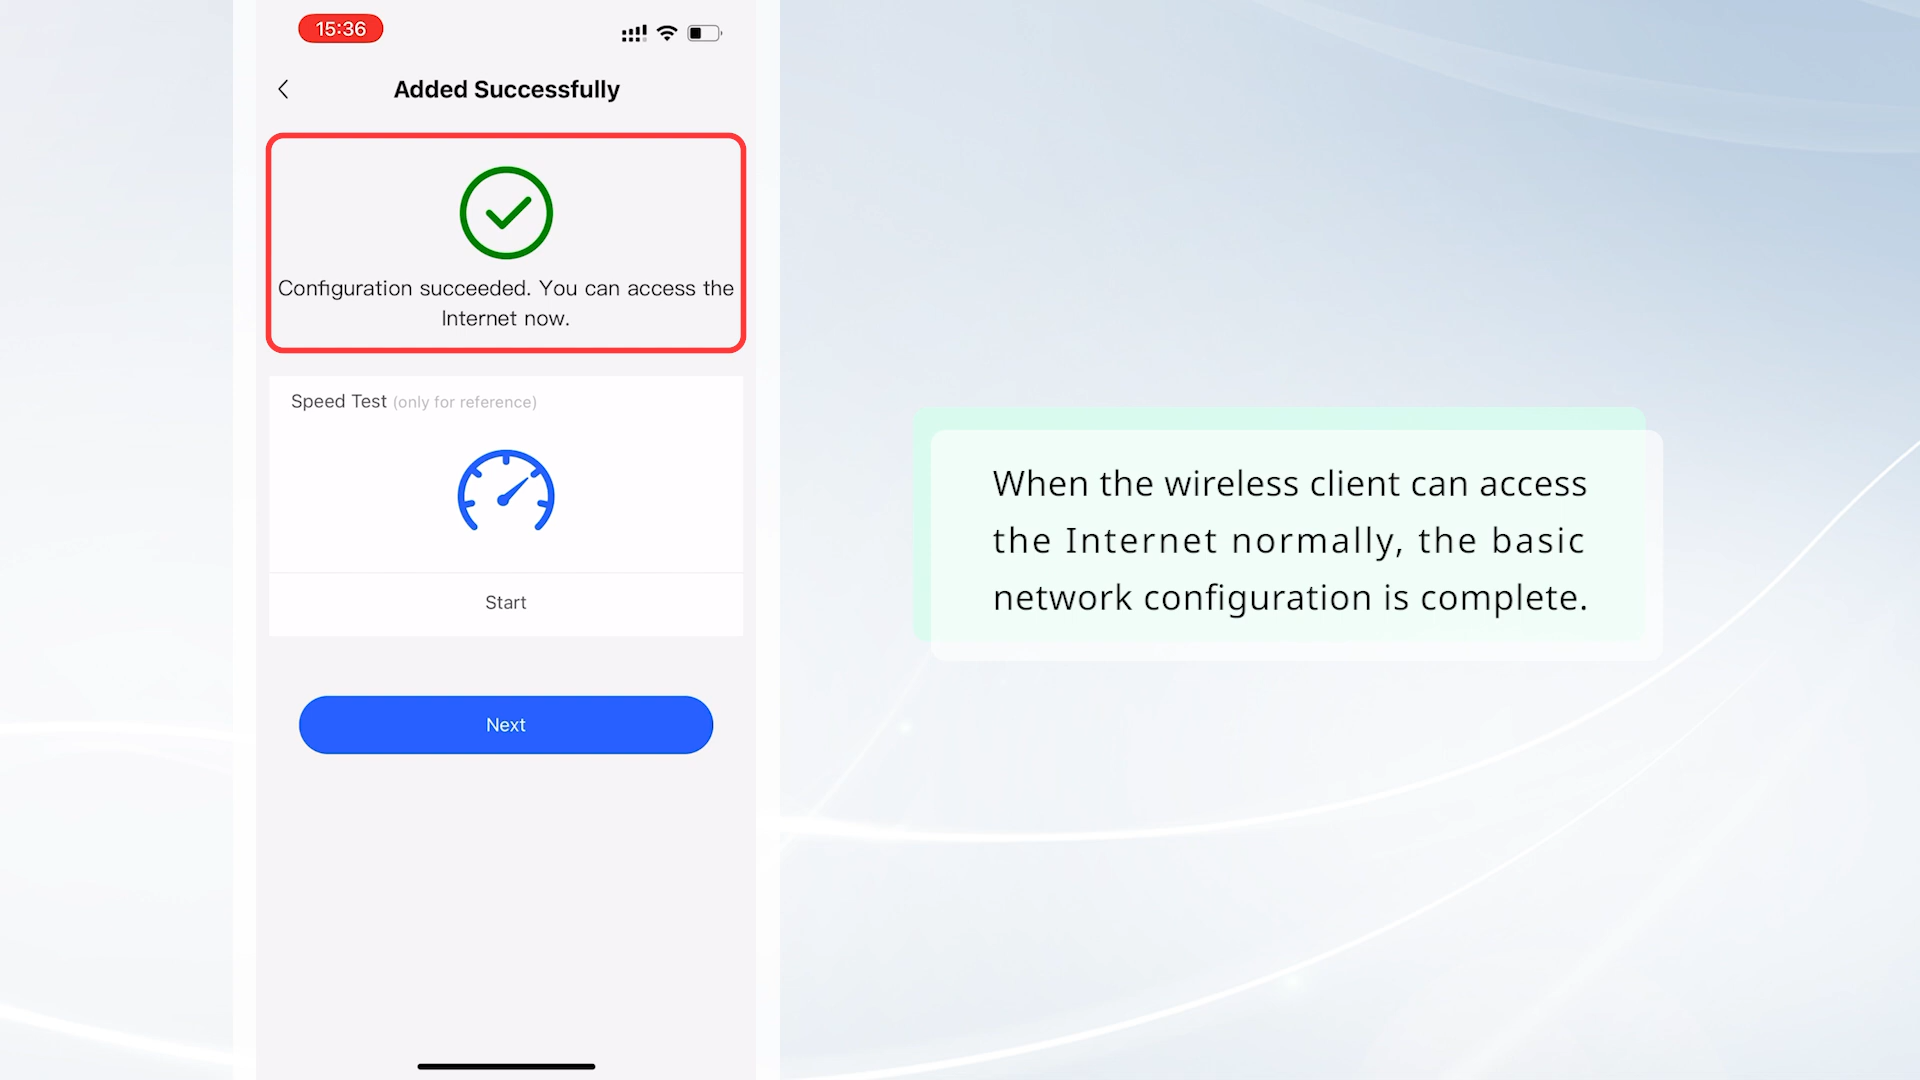 15:36
Added Successfully
Configuration succeeded. You can access the
Internet now.
Speed Test (only for reference)
Start
Next
When the wireless client can access
the Internet normally, the basic
network configuration is complete.